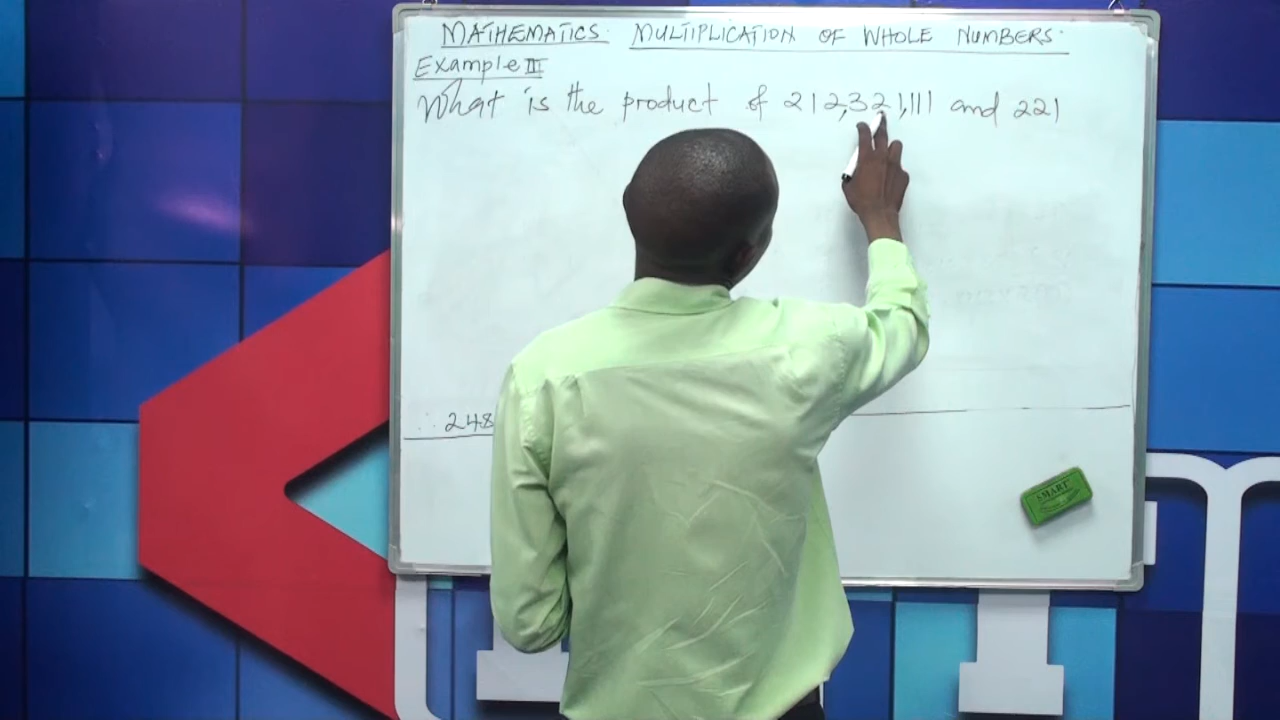 MATHEMATICS. MULTIPLICATION OF WHOLE NUMBERS.
Example III
What is the product of 212,321,111 and 221
∴ 248
SMART